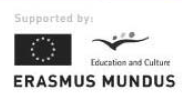 Supported by:
Education and Culture
ERASMUS MUNDUS